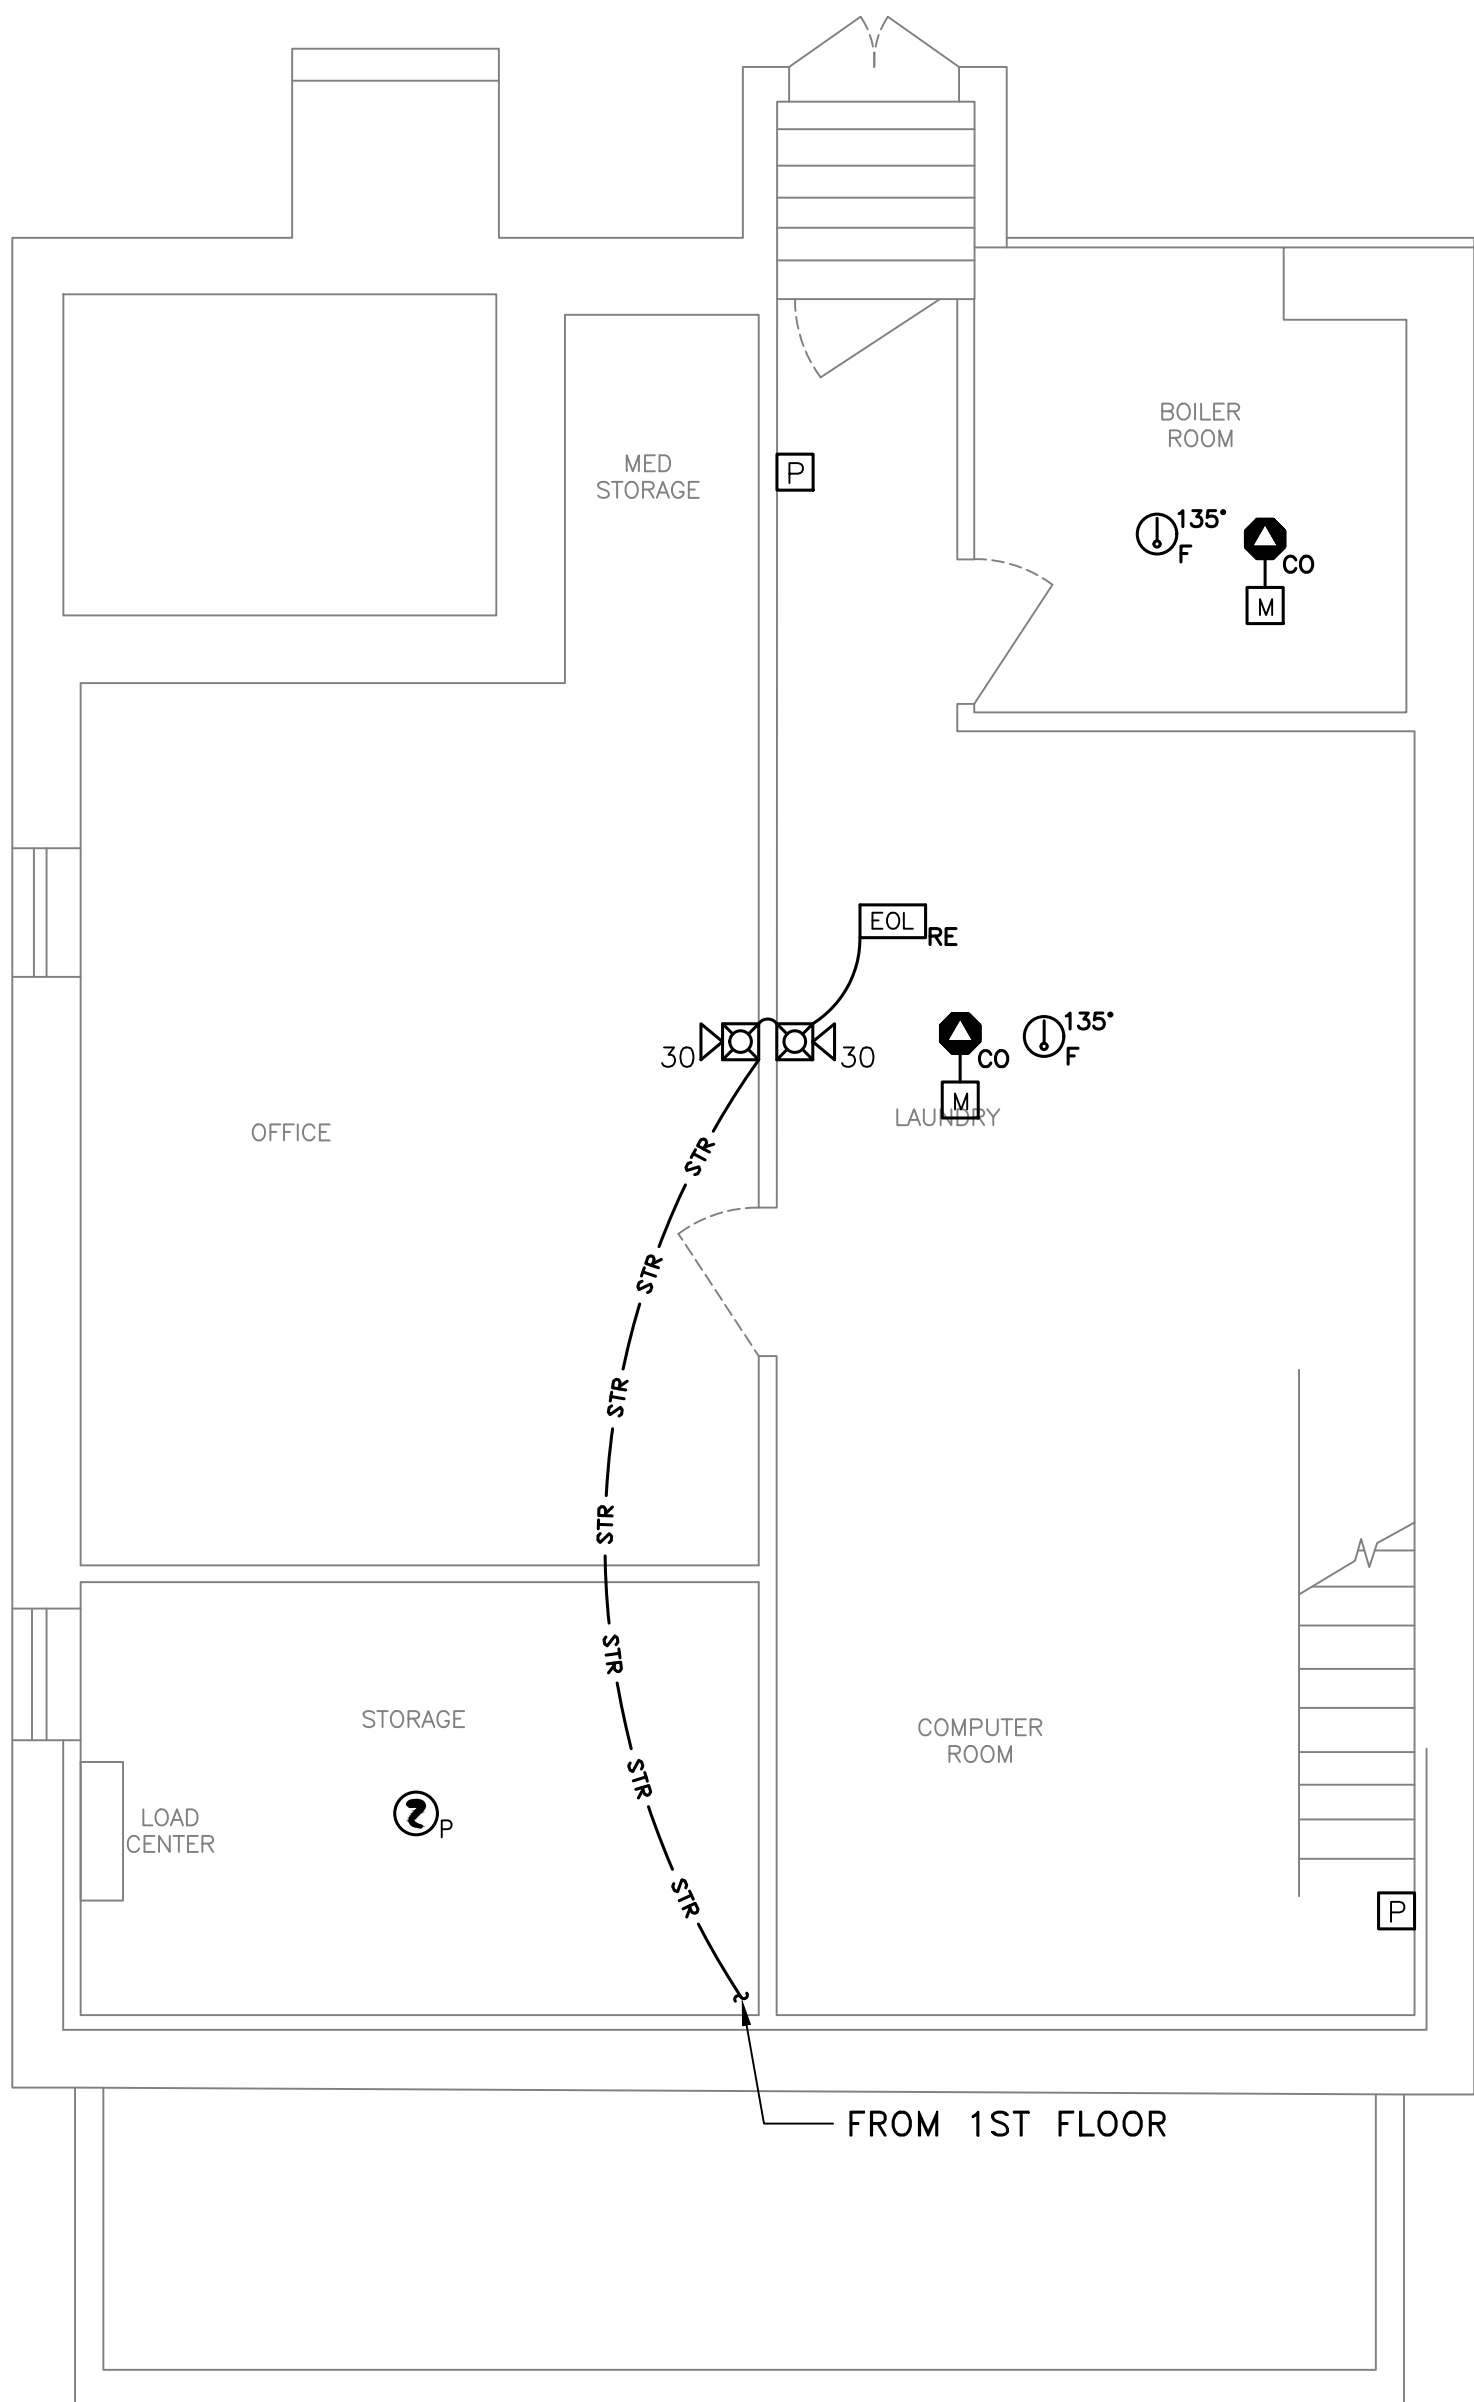 BOILER
ROOM
MED
STORAGE
P
135°
F
CO
M
EOL
RE
30
30
CO
135°
F
M
LAUNDRY
OFFICE
STR
STR
STR
STR
STR
STR
STR
STORAGE
COMPUTER
ROOM
LOAD
CENTER
P
P
FROM 1ST FLOOR